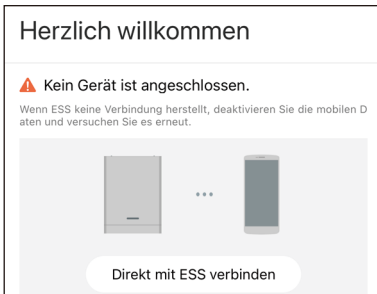 Herzlich willkommen
Kein Gerät ist angeschlossen.
Wenn ESS keine Verbindung herstellt, deaktivieren Sie die mobilen D
aten und versuchen Sie es erneut.
Direkt mit ESS verbinden